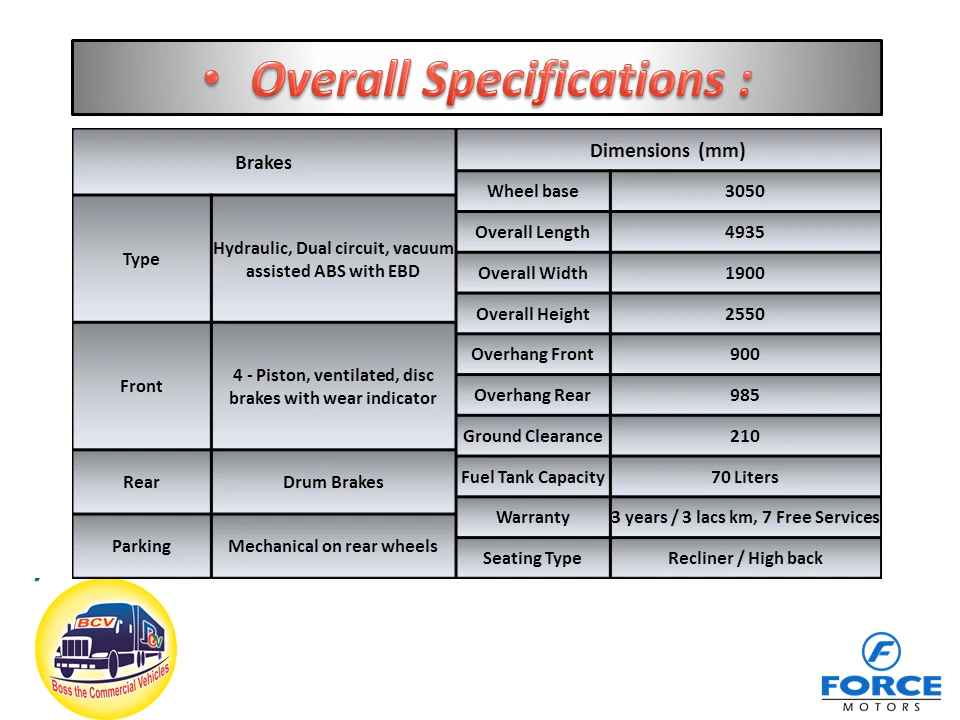 • Overall Specifications :
Brakes
Type
Hydraulic, Dual circuit, vacuum
assisted ABS with EBD
Front
4 - Piston, ventilated, disc
brakes with wear indicator
Rear
Drum Brakes
Parking
Mechanical on rear wheels
Dimensions (mm)
Wheel base
3050
Overall Length
4935
Overall Width
1900
Overall Height
2550
Overhang Front
900
Overhang Rear
985
Ground Clearance
210
Fuel Tank Capacity
70 Liters
Warranty
3 years / 3 lacs km, 7 Free Services
Seating Type
Recliner / High back
BCV
Boss the Commercial Vehicles
F
FORCE
MOTORS